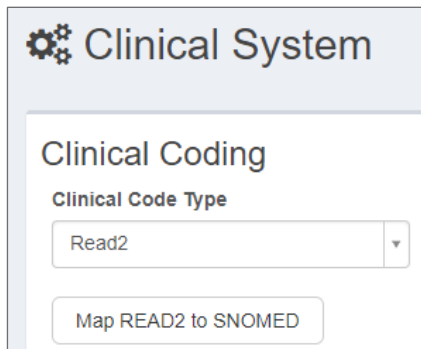 Clinical System
Clinical Coding
Clinical Code Type
Read2
Map READ2 to SNOMED